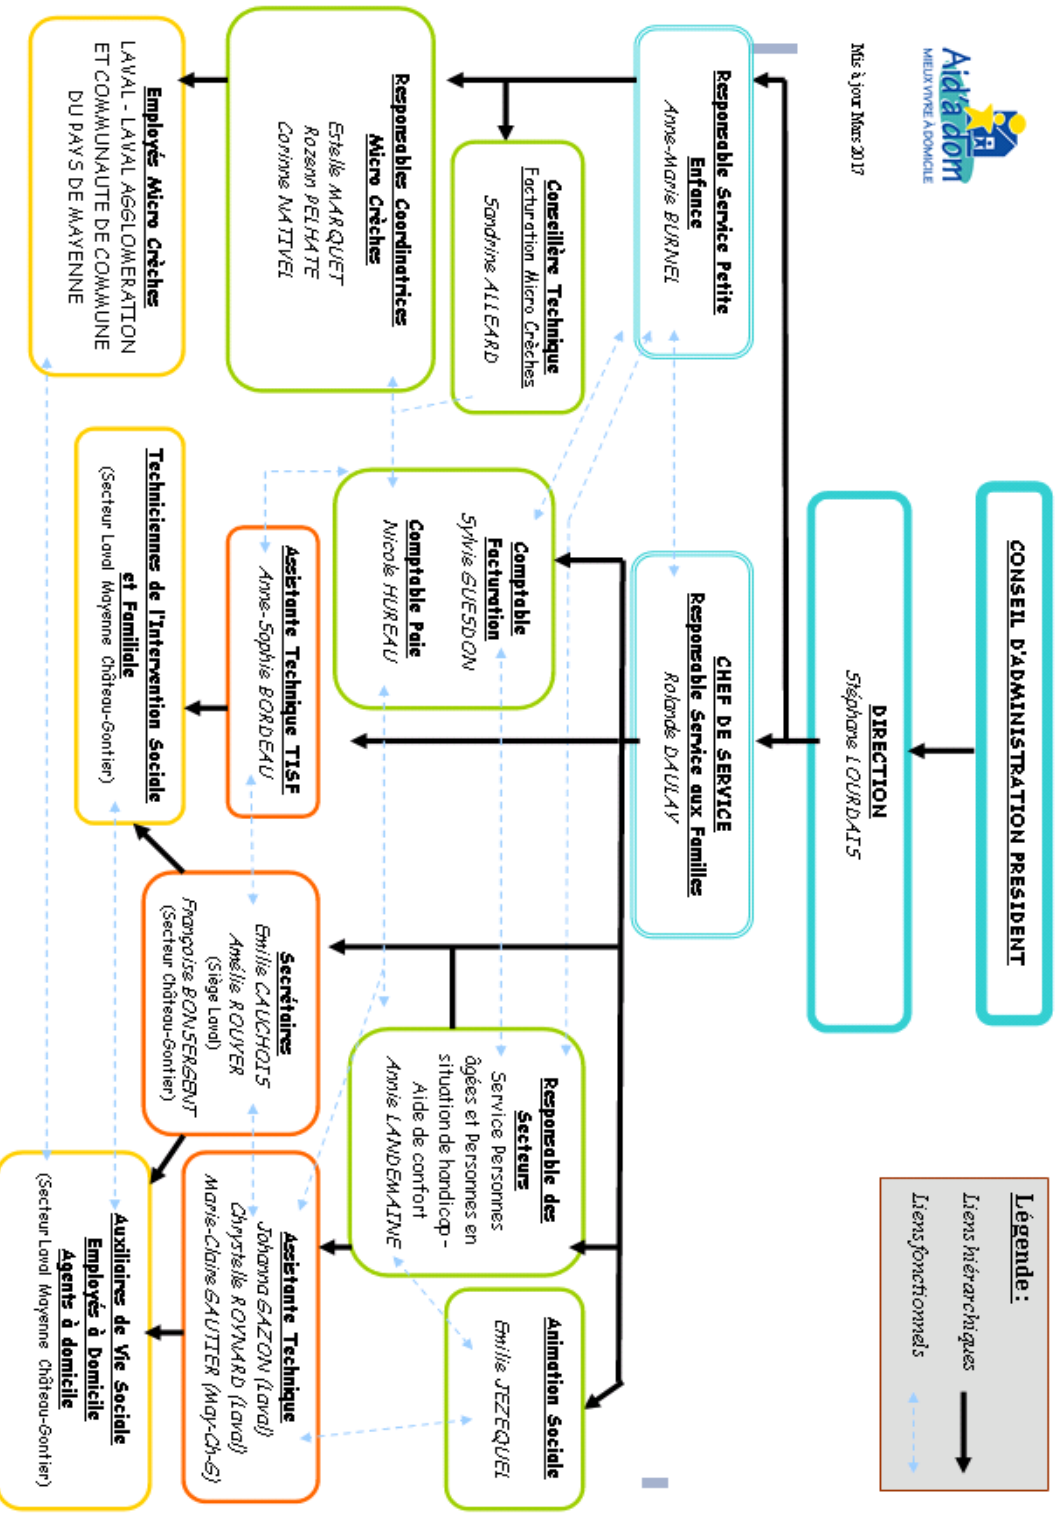 Aid'a dom
MIEUX VIVRE À DOMICILE
Mis à jour Mars 2017
CONSEIL D'ADMINISTRATION PRESIDENT
Légende :
Liens hiérarchiques
Liens fonctionnels
DIRECTION
Stéphane LOURDAIS
Responsable Service Petite
Enfance
Anne-Marie BURNEL
CHEF DE SERVICE
Responsable Service aux Familles
Rolande DAULAY
Conseillère Technique
Facturation Micro Crèches
Sandrine ALLEARD
Comptable
Facturation
Sylvie GUESDON
Comptable Paie
Nicole HUREAU
Responsable des
Secteurs
Service Personnes
âgées et Personnes en
situation de handicap -
Aide de confort
Annie LANDEMAINE
Animation Sociale
Emilie JEZEQUEL
Responsables Coordinatrices
Micro Crèches
Estelle MARQUET
Rozenn PELHATE
Corinne NATIVEL
Assistante Technique TISF
Anne-Sophie BORDEAU
Secrétaires
Emilie CAUCHOIS
Amélie ROUYER
(Siège Laval)
Françoise BONSERGENT
(Secteur Château-Gontier)
Assistante Technique
Johanna GAZON (Laval)
Chrystelle ROYNARD (Laval)
Marie-Claire GAUTIER (May-Ch-G)
Employés Micro Crèches
LAVAL - LAVAL AGGLOMERATION
ET COMMUNAUTE DE COMMUNE
DU PAYS DE MAYENNE
Techniciennes de l'Intervention Sociale
et Familiale
(Secteur Laval Mayenne Château-Gontier)
Auxiliaires de Vie Sociale
Employés à Domicile
Agents à domicile
(Secteur Laval Mayenne Château-Gontier)